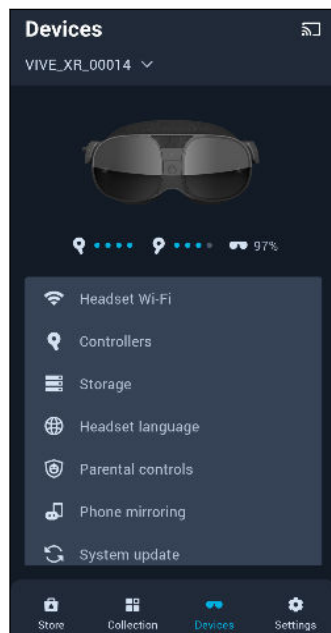 Devices
VIVE_XR_00014
97%
Headset Wi-Fi
Controllers
Storage
Headset language
Parental controls
Phone mirroring
System update
Store Collection Devices Settings